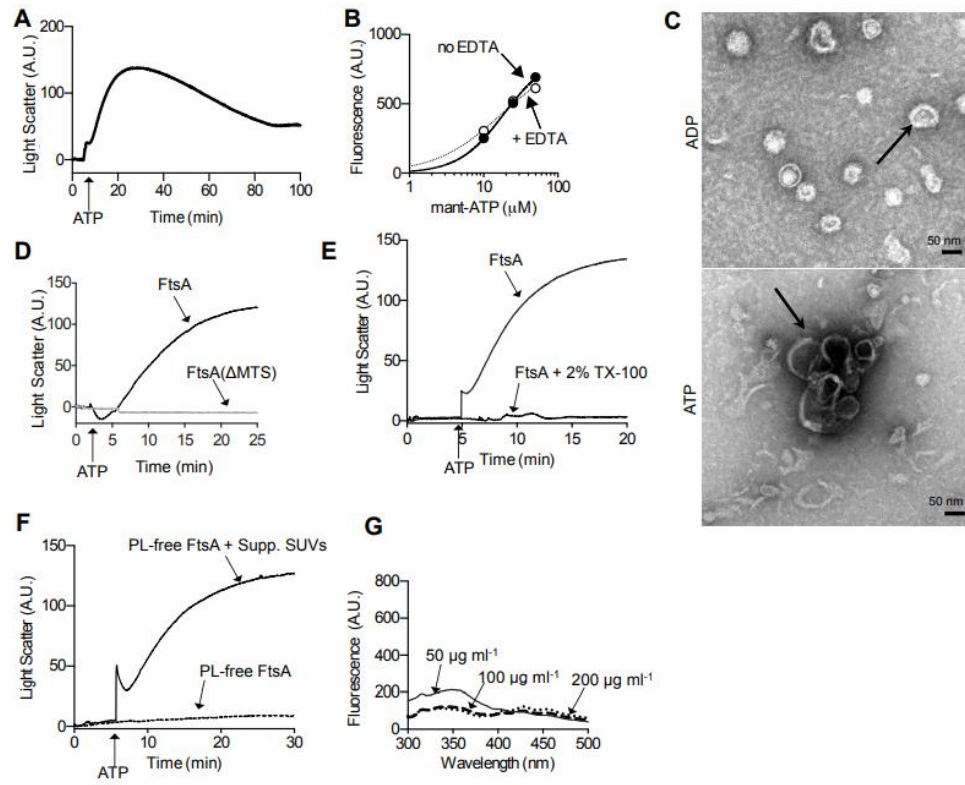 A
Light Scatter (A.U.)
200
150
100
50
0
0 20 40 60 80 100
ATP
Time (min)
B
Fluorescence (A.U.)
1000
500
0
no EDTA
+ EDTA
1 10 100
mant-ATP (μM)
C
ADP
50 nm
ATP
50 nm
D
Light Scatter (A.U.)
150
100
50
0
FtsA
FtsA(ΔMTS)
0 5 10 15 20 25
ATP
Time (min)
E
Light Scatter (A.U.)
150
100
50
0
FtsA
FtsA + 2% TX-100
0 5 10 15 20
ATP
Time (min)
F
Light Scatter (A.U.)
150
100
50
0
PL-free FtsA + Supp. SUVs
PL-free FtsA
0 10 20 30
ATP
Time (min)
G
Fluorescence (A.U.)
800
600
400
200
0
50 μg ml-1
100 μg ml-1
200 μg ml-1
300 350 400 450 500
Wavelength (nm)